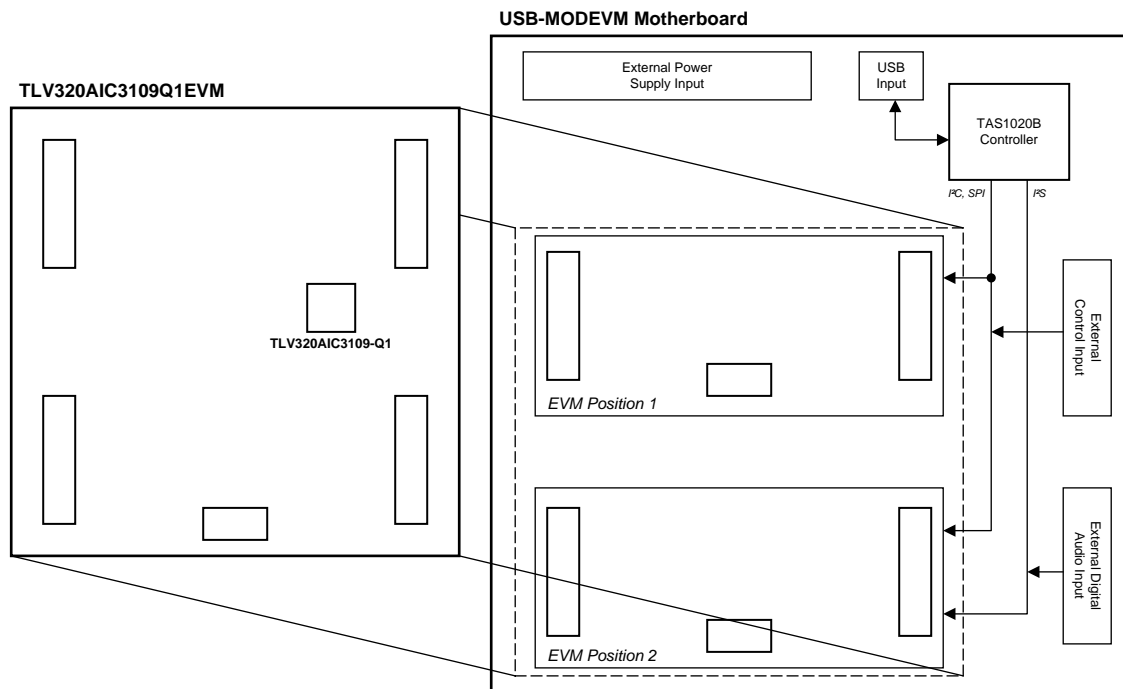 USB-MODEVM Motherboard
External Power
Supply Input
USB
Input
TLV320AIC3109Q1EVM
TAS1020B
Controller
I²C, SPI
I²S
TLV320AIC3109-Q1
External
Control Input
EVM Position 1
External Digital
Audio Input
EVM Position 2